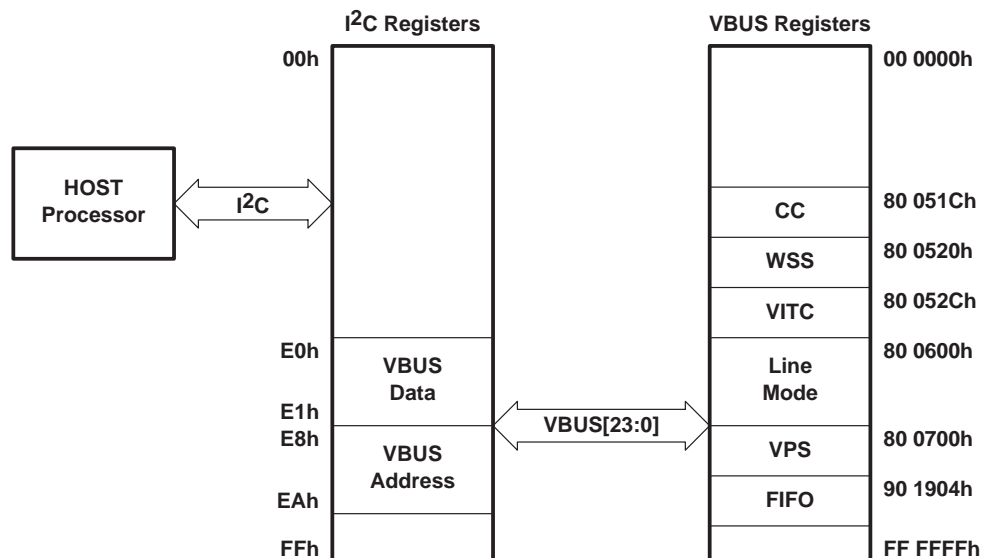 I2C Registers
VBUS Registers
00h
00 0000h
HOST
Processor
I2C
CC
80 051Ch
WSS
80 0520h
VITC
80 052Ch
E0h
VBUS
Data
E1h
Line
Mode
80 0600h
VBUS[23:0]
E8h
VBUS
Address
EAh
VPS
80 0700h
FIFO
90 1904h
FFh
FF FFFFh